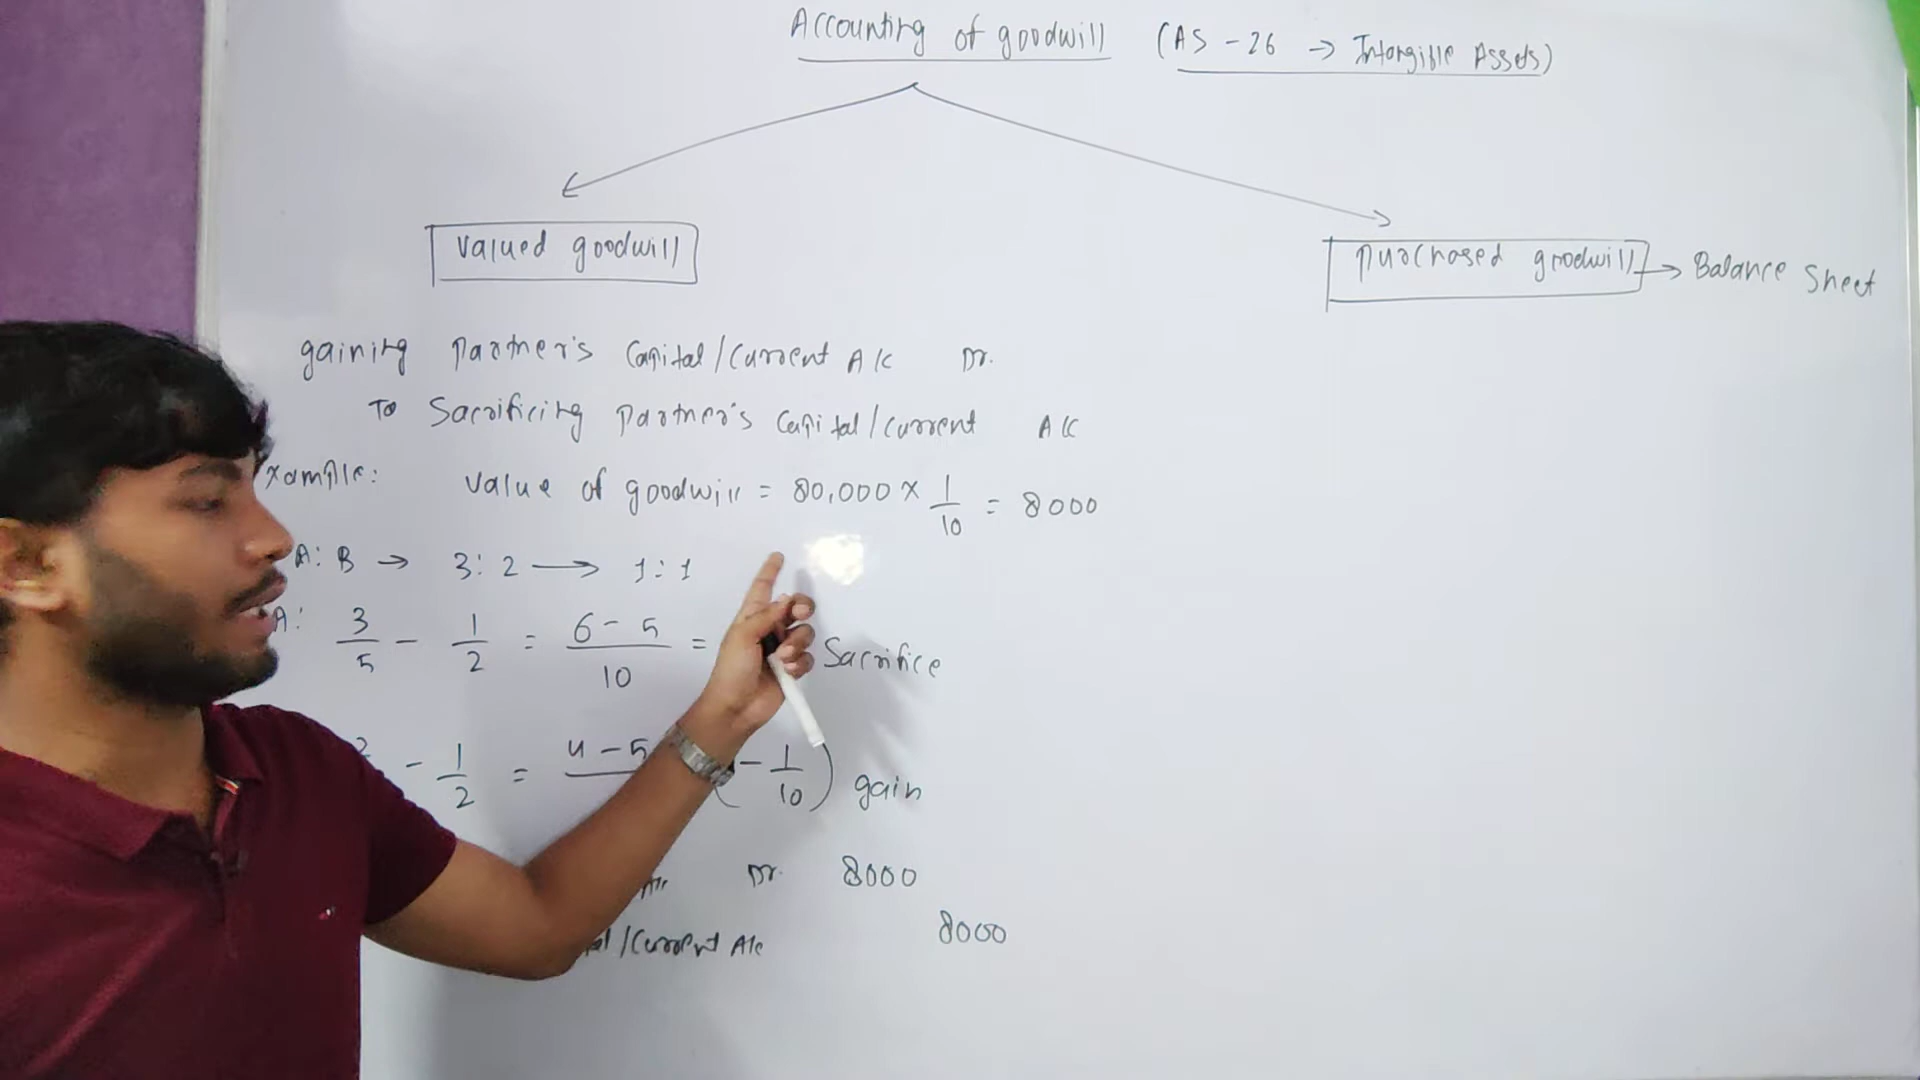 Accounting of goodwill (AS - 26 → Intangible Assets)
Valued goodwill
Purchased goodwill → Balance Sheet
gaining Partner's Capital/Current A/c Dr.
To Sacrificing Partner's Capital/Current A/c
xample: Value of goodwill = 80,000 × 1/10 = 8000
A : B → 3 : 2 → 1 : 1
A: 3/5 - 1/2 = 6 - 5/10 = Sacrifice
2 - 1/2 = 4 - 5 (- 1/10) gain
Dr. 8000
/Current A/c 8000